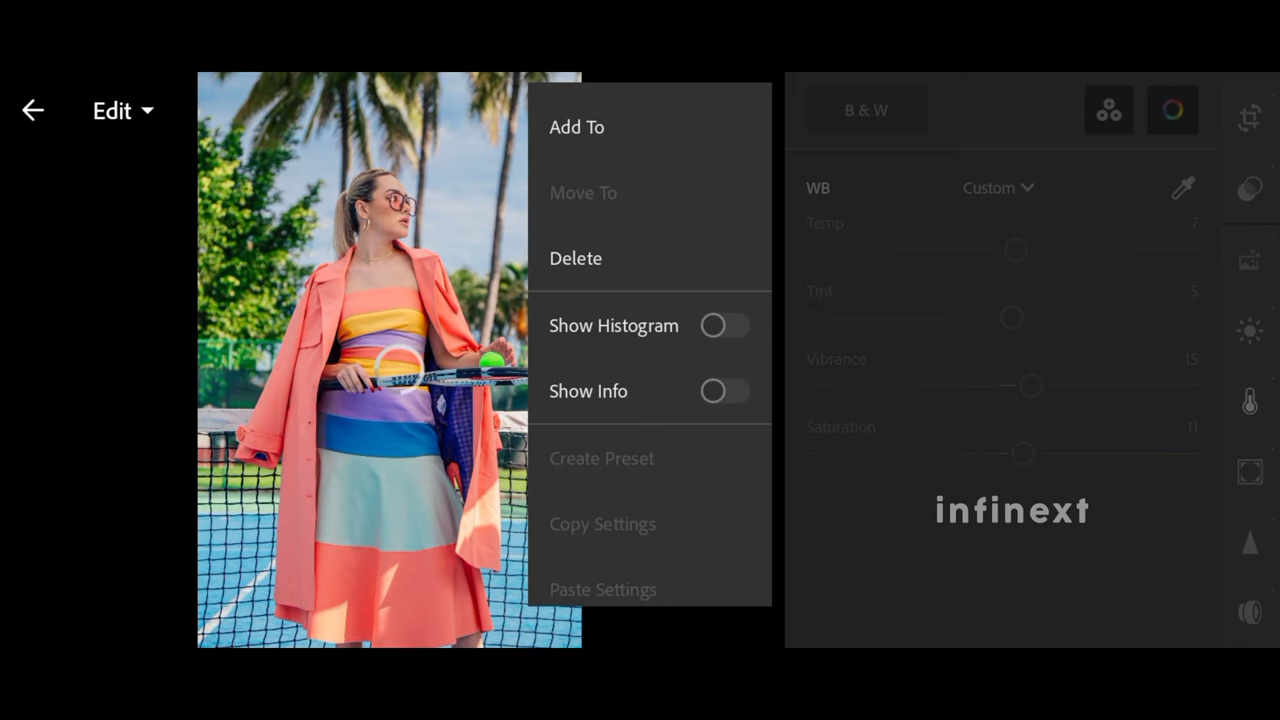 Edit
Add To
Move To
Delete
Show Histogram
Show Info
Create Preset
Copy Settings
Paste Settings
B & W
WB
Custom
Temp
7
Tint
5
Vibrance
15
Saturation
11
infinext